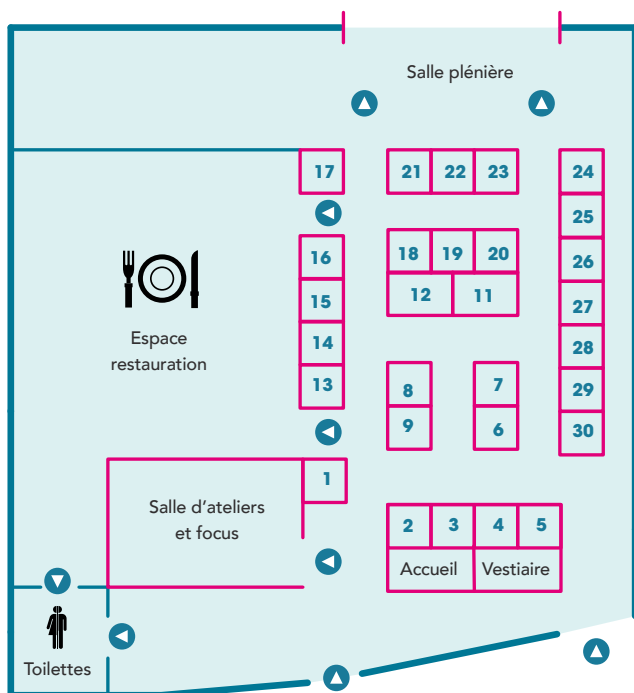 Salle plénière
17
21 22 23
24
25
16
18 19 20
26
15
12 11
27
14
28
Espace
restauration
13
8
7
29
9
6
30
1
Salle d'ateliers
et focus
2 3 4 5
Accueil
Vestiaire
Toilettes